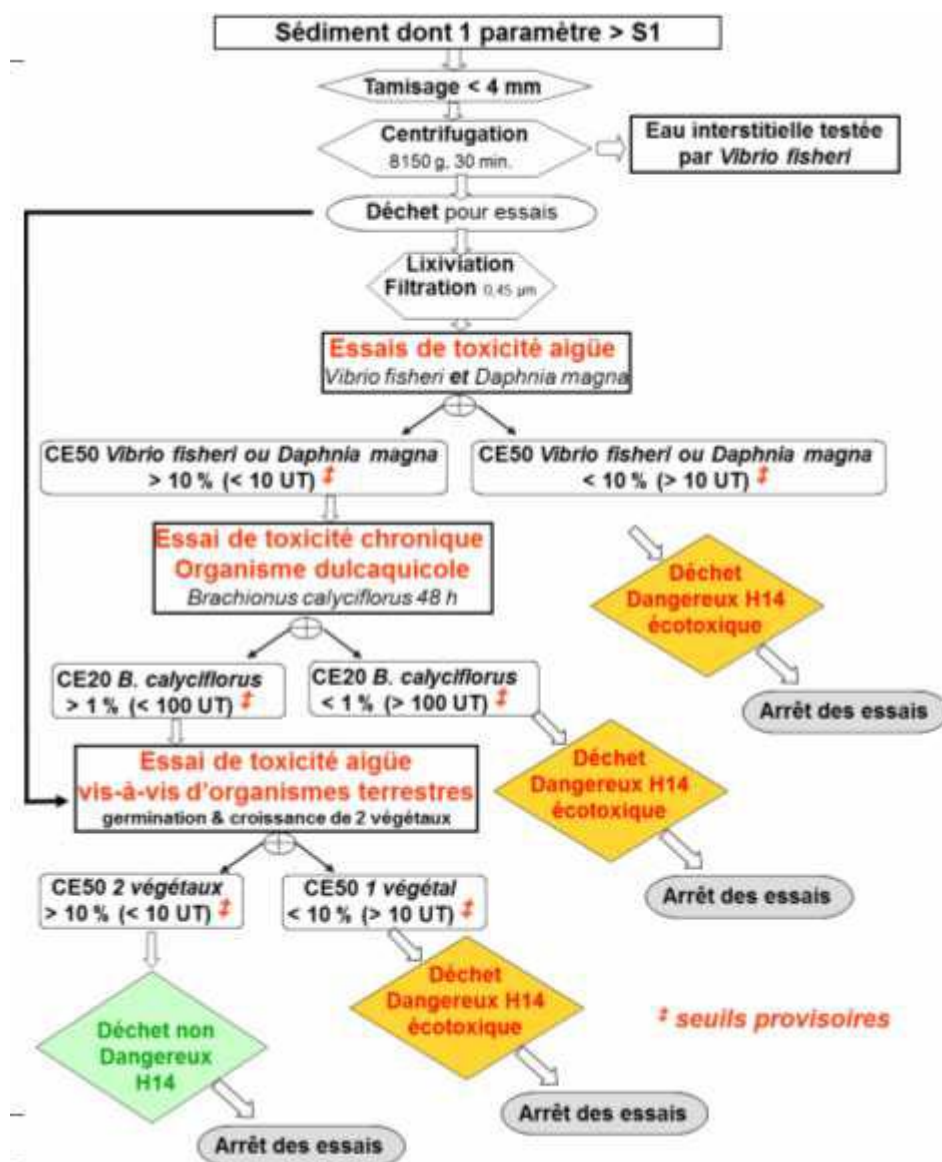 Sédiment dont 1 paramètre > S1
Tamisage < 4 mm
Centrifugation
8150 g, 30 min.
Eau interstitielle testée
par Vibrio fisheri
Déchet pour essais
Lixiviation
Filtration 0,45 µm
Essais de toxicité aigüe
Vibrio fisheri et Daphnia magna
CE50 Vibrio fisheri ou Daphnia magna
> 10 % (< 10 UT) ‡
CE50 Vibrio fisheri ou Daphnia magna
< 10 % (> 10 UT) ‡
Essai de toxicité chronique
Organisme dulcaquicole
Brachionus calyciflorus 48 h
Déchet
Dangereux H14
écotoxique
Arrêt des essais
CE20 B. calyciflorus
> 1 % (< 100 UT) ‡
CE20 B. calyciflorus
< 1 % (> 100 UT) ‡
Déchet
Dangereux H14
écotoxique
Arrêt des essais
Essai de toxicité aigüe
vis-à-vis d'organismes terrestres
germination & croissance de 2 végétaux
CE50 2 végétaux
> 10 % (< 10 UT) ‡
CE50 1 végétal
< 10 % (> 10 UT) ‡
Déchet
Dangereux H14
écotoxique
Arrêt des essais
Déchet non
Dangereux
H14
Arrêt des essais
‡ seuils provisoires